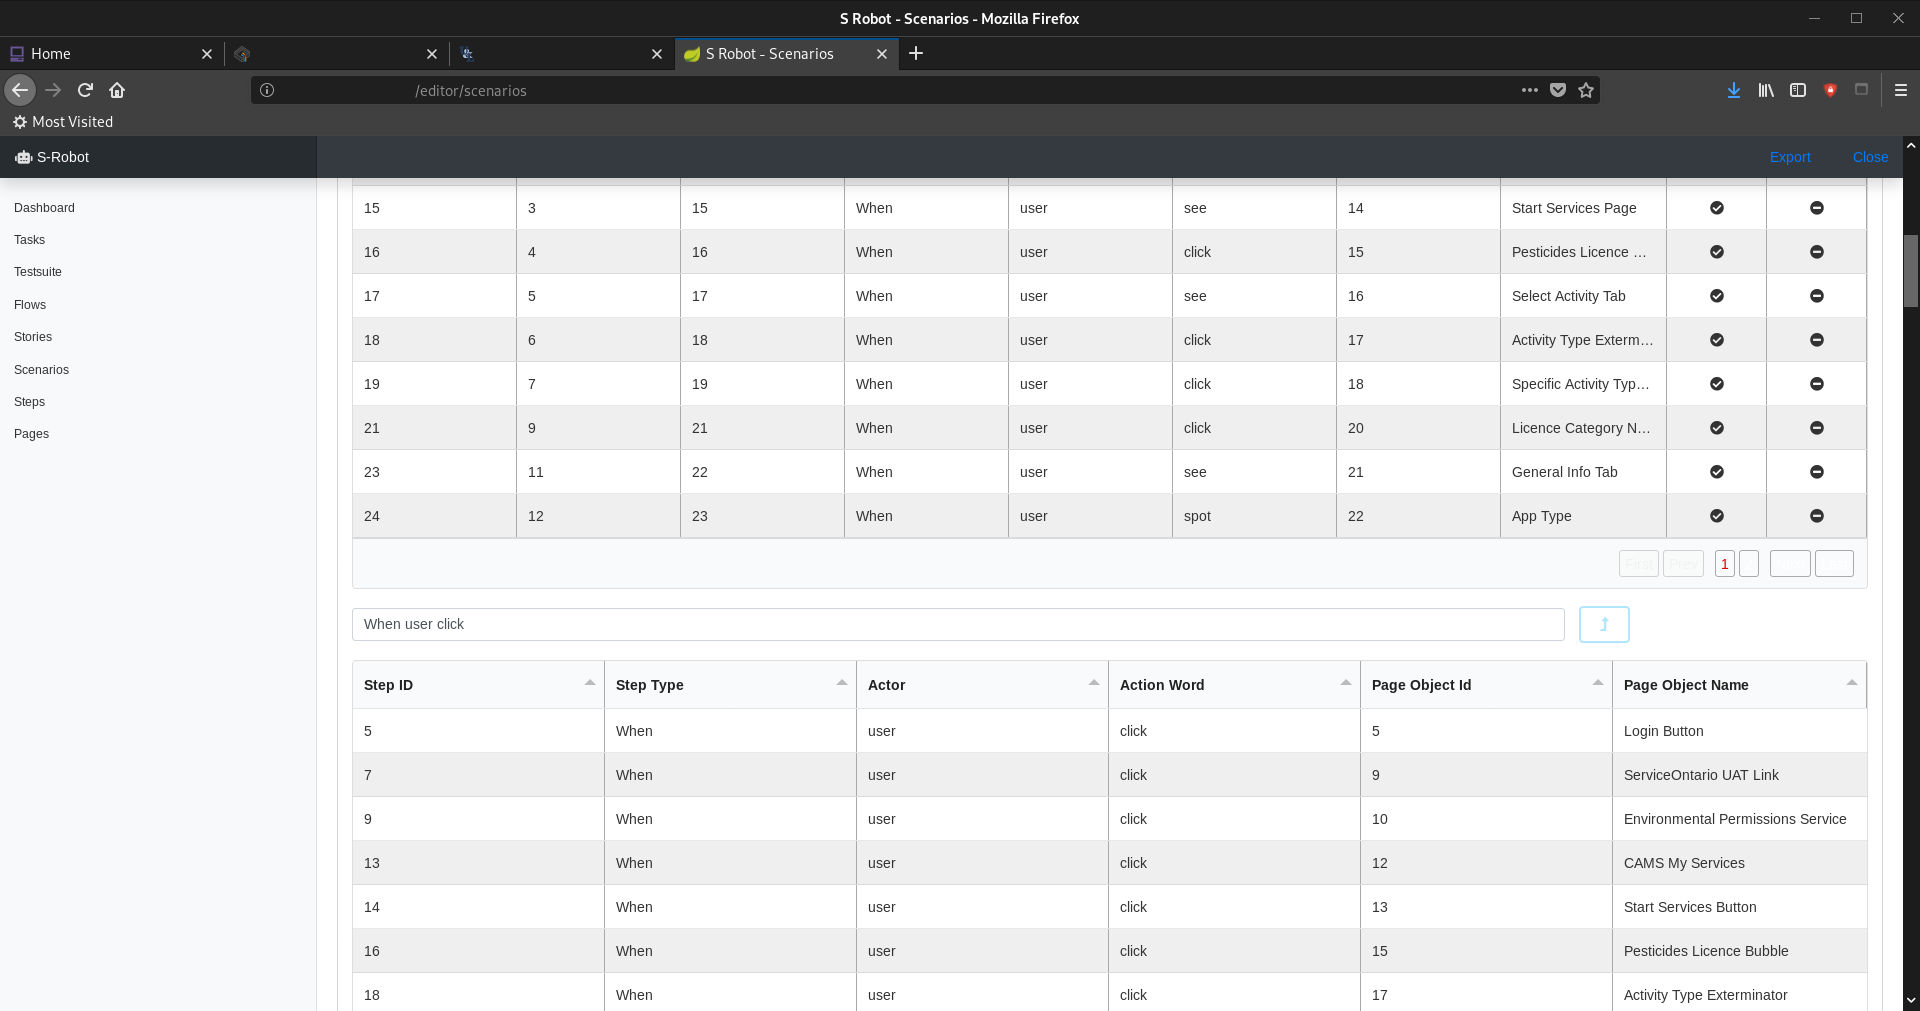 S Robot - Scenarios - Mozilla Firefox
Home
S Robot - Scenarios
/editor/scenarios
Most Visited
S-Robot
Export
Close
Dashboard
Tasks
Testsuite
Flows
Stories
Scenarios
Steps
Pages
15 3 15 When user see 14 Start Services Page
16 4 16 When user click 15 Pesticides Licence ...
17 5 17 When user see 16 Select Activity Tab
18 6 18 When user click 17 Activity Type Exterm...
19 7 19 When user click 18 Specific Activity Typ...
21 9 21 When user click 20 Licence Category N...
23 11 22 When user see 21 General Info Tab
24 12 23 When user spot 22 App Type
First Prev 1
When user click
Step ID Step Type Actor Action Word Page Object Id Page Object Name
5 When user click 5 Login Button
7 When user click 9 ServiceOntario UAT Link
9 When user click 10 Environmental Permissions Service
13 When user click 12 CAMS My Services
14 When user click 13 Start Services Button
16 When user click 15 Pesticides Licence Bubble
18 When user click 17 Activity Type Exterminator